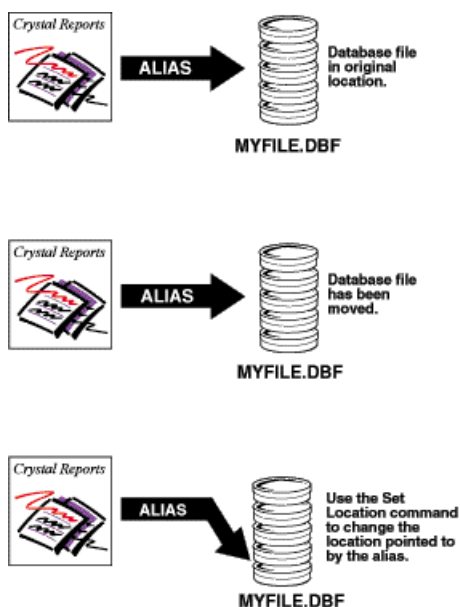 Crystal Reports
ALIAS
Database file
in original
location.
MYFILE.DBF
Crystal Reports
ALIAS
Database file
has been
moved.
MYFILE.DBF
Crystal Reports
ALIAS
Use the Set
Location command
to change the
location pointed to
by the alias.
MYFILE.DBF